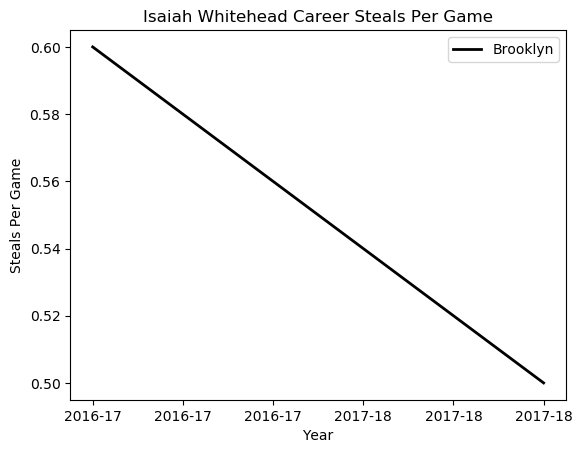 Isaiah Whitehead Career Steals Per Game
Brooklyn
0.60
0.58
0.56
0.54
0.52
0.50
Steals Per Game
2016-17 2016-17 2016-17 2017-18 2017-18 2017-18
Year